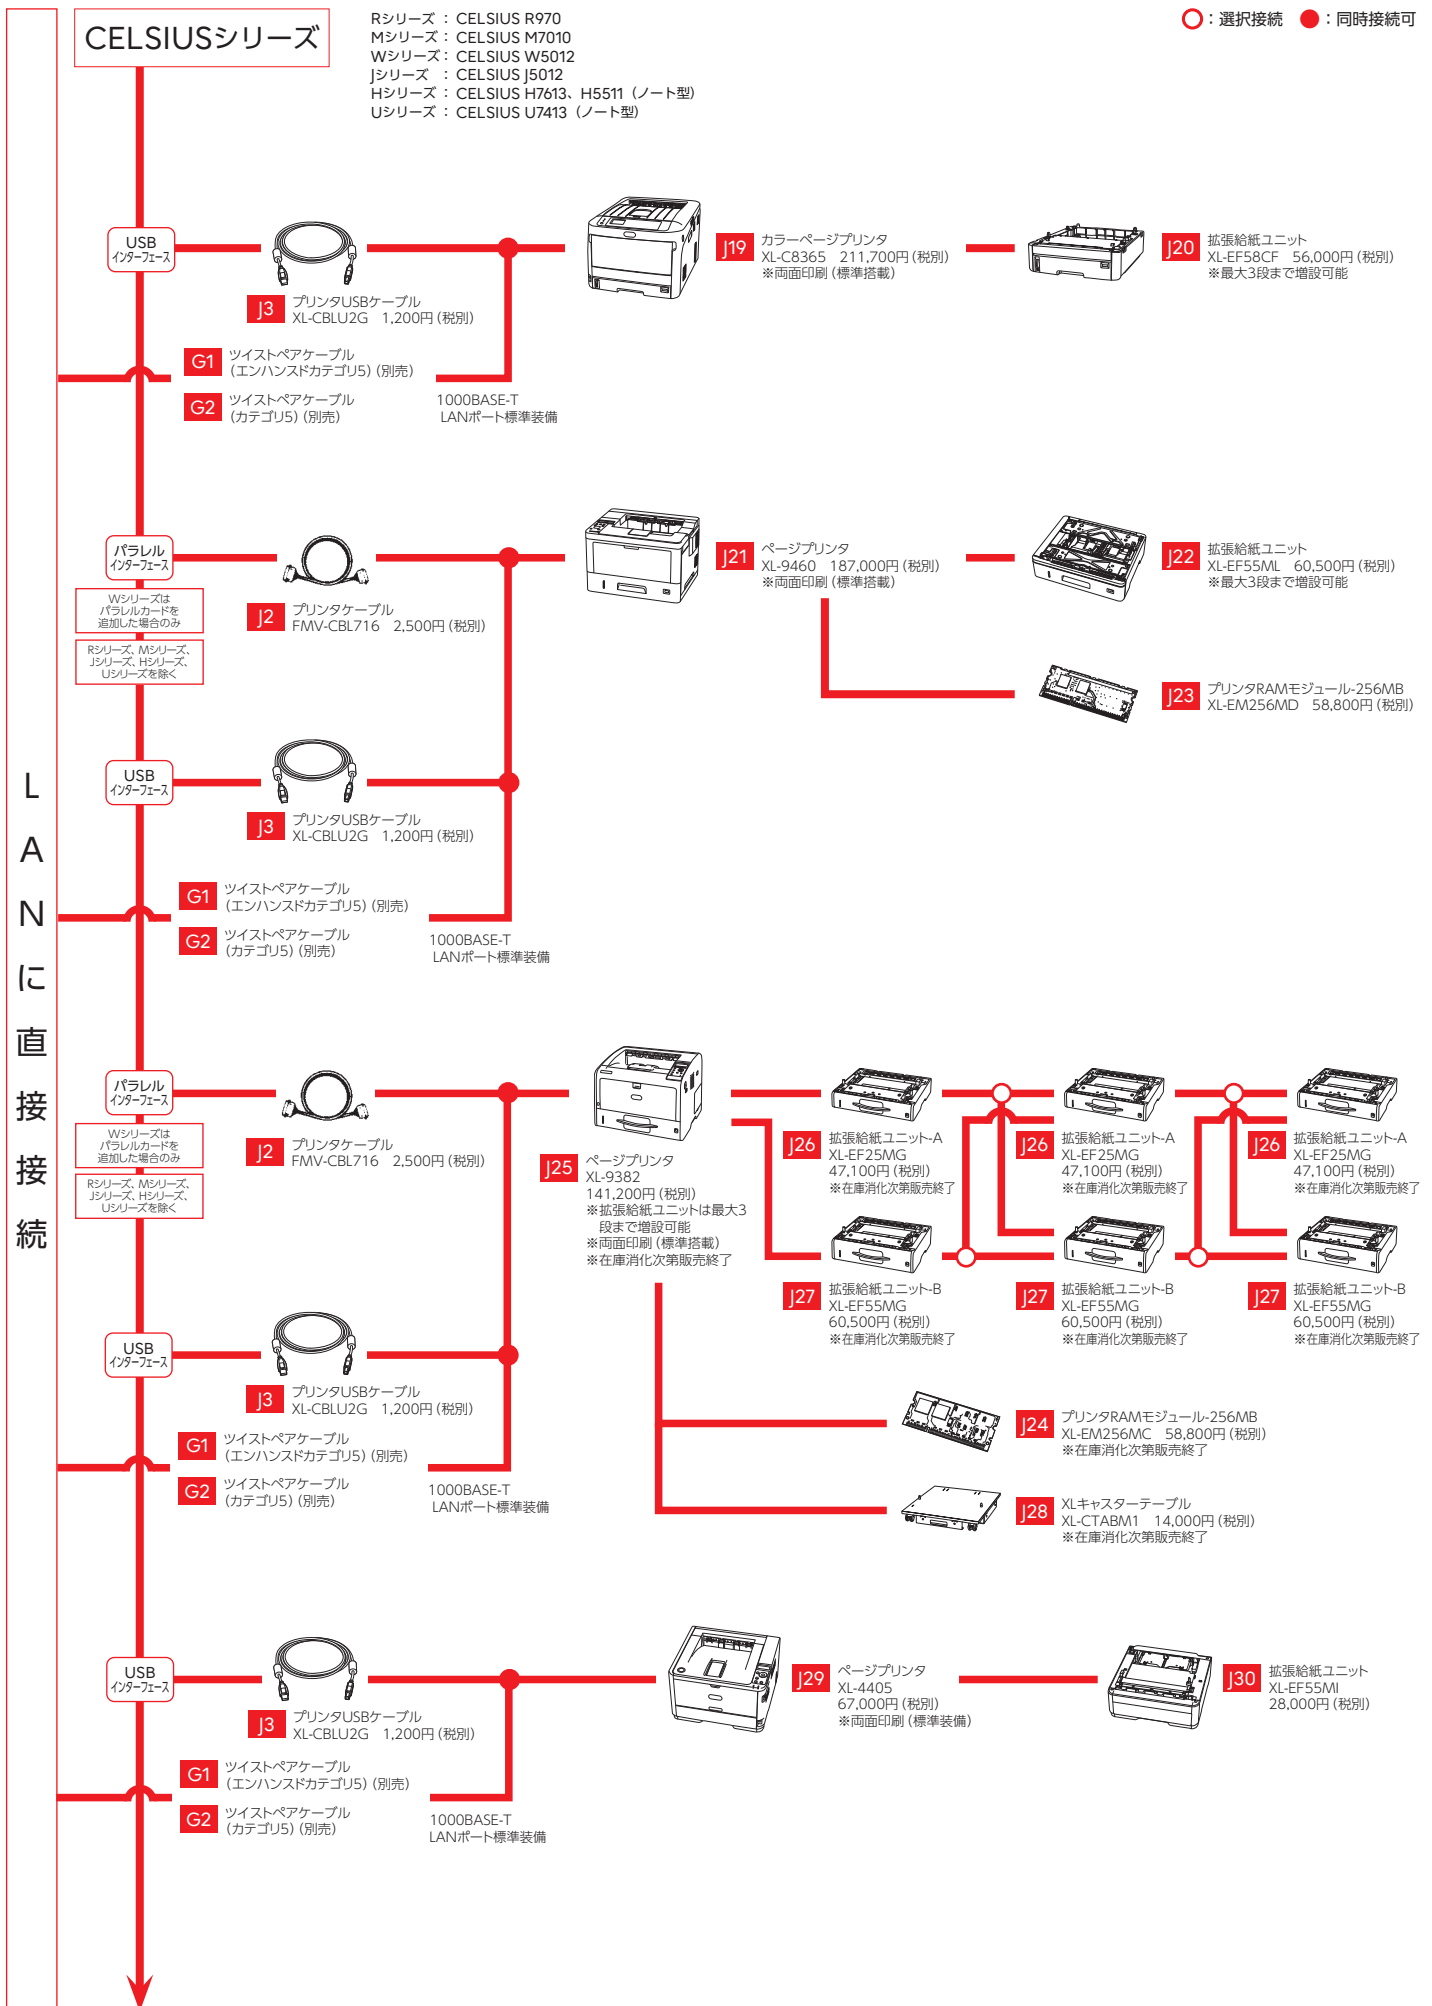 CELSIUSシリーズ
Rシリーズ ： CELSIUS R970
Mシリーズ ： CELSIUS M7010
Wシリーズ ： CELSIUS W5012
Jシリーズ ： CELSIUS J5012
Hシリーズ ： CELSIUS H7613、H5511（ノート型）
Uシリーズ ： CELSIUS U7413（ノート型）
：選択接続 ：同時接続可
LANに直接接続
USB
インターフェース
J3 プリンタUSBケーブル
XL-CBLU2G 1,200円（税別）
G1 ツイストペアケーブル
（エンハンスドカテゴリ5）（別売）
G2 ツイストペアケーブル
（カテゴリ5）（別売）
1000BASE-T
LANポート標準装備
J19 カラーページプリンタ
XL-C8365 211,700円（税別）
※両面印刷（標準搭載）
J20 拡張給紙ユニット
XL-EF58CF 56,000円（税別）
※最大3段まで増設可能
パラレル
インターフェース
Wシリーズは
パラレルカードを
追加した場合のみ
Rシリーズ、Mシリーズ、
Jシリーズ、Hシリーズ、
Uシリーズを除く
J2 プリンタケーブル
FMV-CBL716 2,500円（税別）
J21 ページプリンタ
XL-9460 187,000円（税別）
※両面印刷（標準搭載）
J22 拡張給紙ユニット
XL-EF55ML 60,500円（税別）
※最大3段まで増設可能
J23 プリンタRAMモジュール-256MB
XL-EM256MD 58,800円（税別）
USB
インターフェース
J3 プリンタUSBケーブル
XL-CBLU2G 1,200円（税別）
G1 ツイストペアケーブル
（エンハンスドカテゴリ5）（別売）
G2 ツイストペアケーブル
（カテゴリ5）（別売）
1000BASE-T
LANポート標準装備
パラレル
インターフェース
Wシリーズは
パラレルカードを
追加した場合のみ
Rシリーズ、Mシリーズ、
Jシリーズ、Hシリーズ、
Uシリーズを除く
J2 プリンタケーブル
FMV-CBL716 2,500円（税別）
J25 ページプリンタ
XL-9382
141,200円（税別）
※拡張給紙ユニットは最大3
段まで増設可能
※両面印刷（標準搭載）
※在庫消化次第販売終了
J26 拡張給紙ユニット-A
XL-EF25MG
47,100円（税別）
※在庫消化次第販売終了
J26 拡張給紙ユニット-A
XL-EF25MG
47,100円（税別）
※在庫消化次第販売終了
J26 拡張給紙ユニット-A
XL-EF25MG
47,100円（税別）
※在庫消化次第販売終了
J27 拡張給紙ユニット-B
XL-EF55MG
60,500円（税別）
※在庫消化次第販売終了
J27 拡張給紙ユニット-B
XL-EF55MG
60,500円（税別）
※在庫消化次第販売終了
J27 拡張給紙ユニット-B
XL-EF55MG
60,500円（税別）
※在庫消化次第販売終了
USB
インターフェース
J3 プリンタUSBケーブル
XL-CBLU2G 1,200円（税別）
G1 ツイストペアケーブル
（エンハンスドカテゴリ5）（別売）
G2 ツイストペアケーブル
（カテゴリ5）（別売）
1000BASE-T
LANポート標準装備
J24 プリンタRAMモジュール-256MB
XL-EM256MC 58,800円（税別）
※在庫消化次第販売終了
J28 XLキャスターテーブル
XL-CTABM1 14,000円（税別）
※在庫消化次第販売終了
USB
インターフェース
J3 プリンタUSBケーブル
XL-CBLU2G 1,200円（税別）
G1 ツイストペアケーブル
（エンハンスドカテゴリ5）（別売）
G2 ツイストペアケーブル
（カテゴリ5）（別売）
1000BASE-T
LANポート標準装備
J29 ページプリンタ
XL-4405
67,000円（税別）
※両面印刷（標準装備）
J30 拡張給紙ユニット
XL-EF55MI
28,000円（税別）